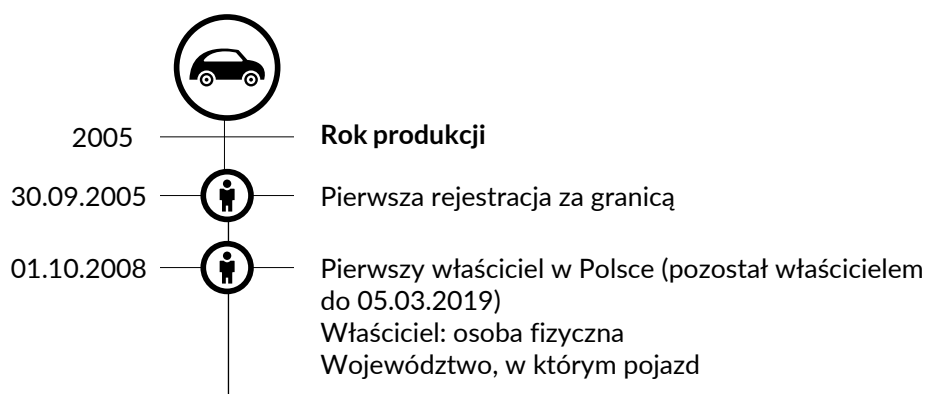 2005 Rok produkcji
30.09.2005 Pierwsza rejestracja za granicą
01.10.2008 Pierwszy właściciel w Polsce (pozostał właścicielem
do 05.03.2019)
Właściciel: osoba fizyczna
Województwo, w którym pojazd